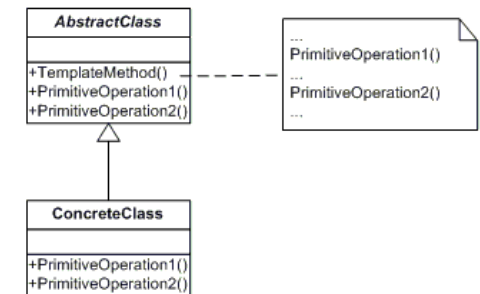 AbstractClass
+TemplateMethod()
+PrimitiveOperation1()
+PrimitiveOperation2()
...
PrimitiveOperation1()
...
PrimitiveOperation2()
...
ConcreteClass
+PrimitiveOperation1()
+PrimitiveOperation2()